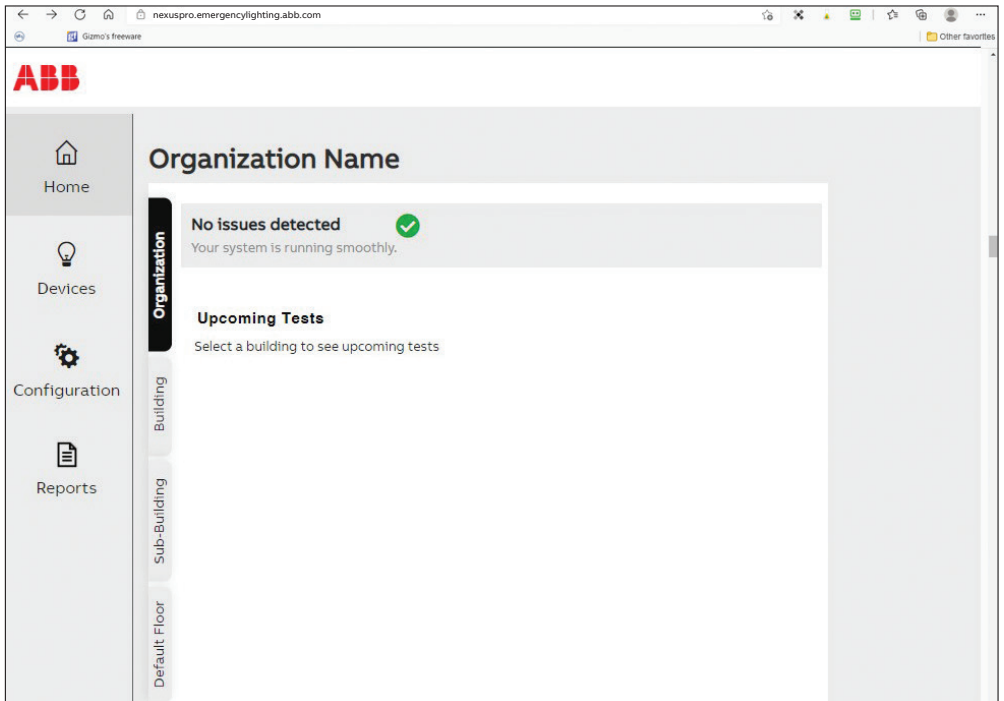 nexuspro.emergencylighting.abb.com
Gizmo's freeware
Other favorites
ABB
Home
Devices
Configuration
Reports
Organization Name
Organization
Building
Sub-Building
Default Floor
No issues detected
Your system is running smoothly.
Upcoming Tests
Select a building to see upcoming tests